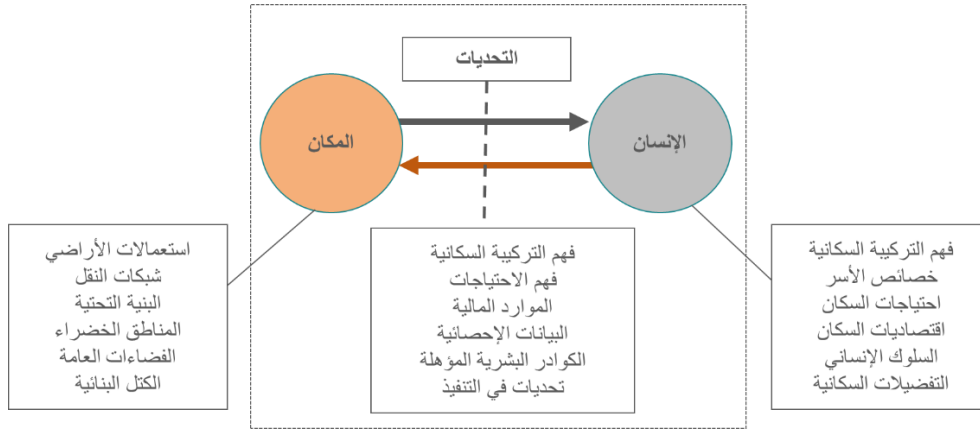 التحديات
الإنسان
المكان
فهم التركيبة السكانية
خصائص الأسر
احتياجات السكان
اقتصاديات السكان
السلوك الإنساني
التفضيلات السكانية
فهم التركيبة السكانية
فهم الاحتياجات
الموارد المالية
البيانات الإحصائية
الكوادر البشرية المؤهلة
تحديات في التنفيذ
استعمالات الأراضي
شبكات النقل
البنية التحتية
المناطق الخضراء
الفضاءات العامة
الكتل البنائية